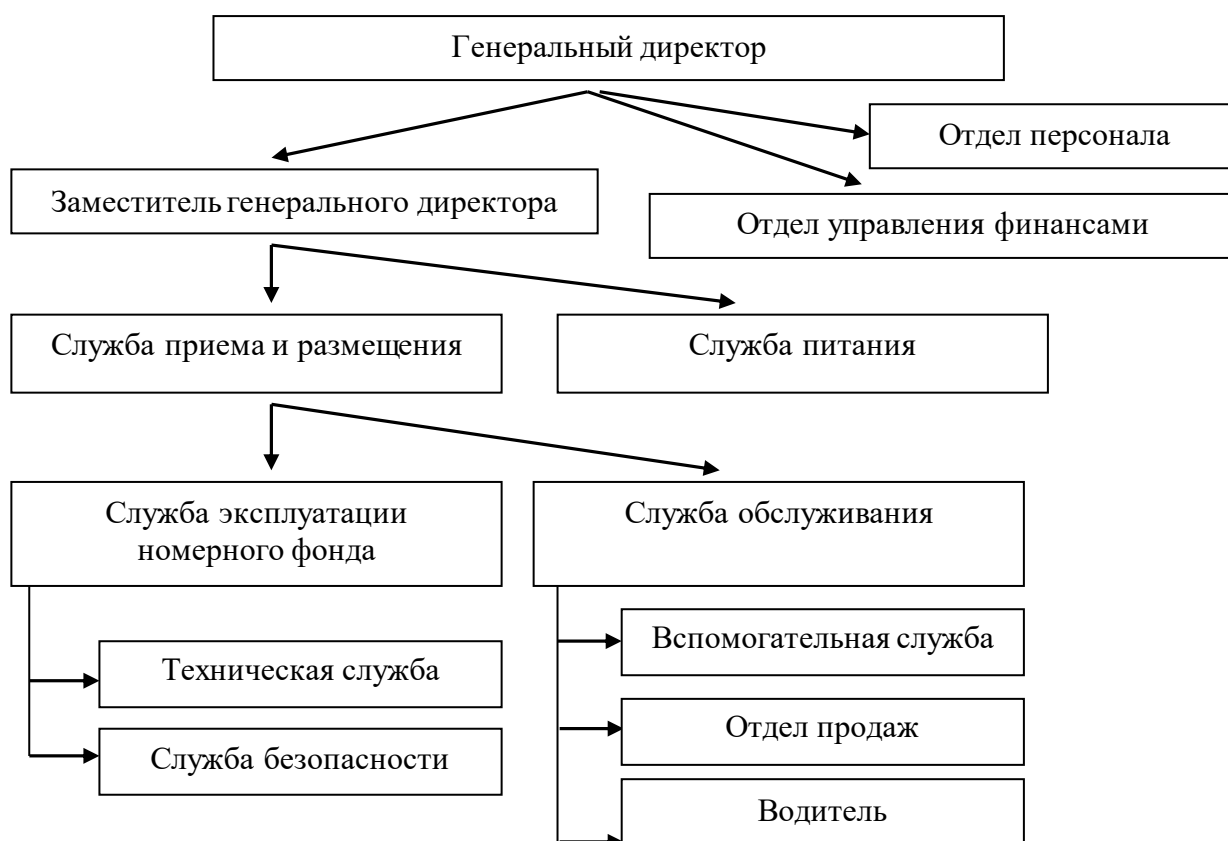 Генеральный директор
Отдел персонала
Заместитель генерального директора
Отдел управления финансами
Служба приема и размещения
Служба питания
Служба эксплуатации
номерного фонда
Служба обслуживания
Вспомогательная служба
Техническая служба
Отдел продаж
Служба безопасности
Водитель